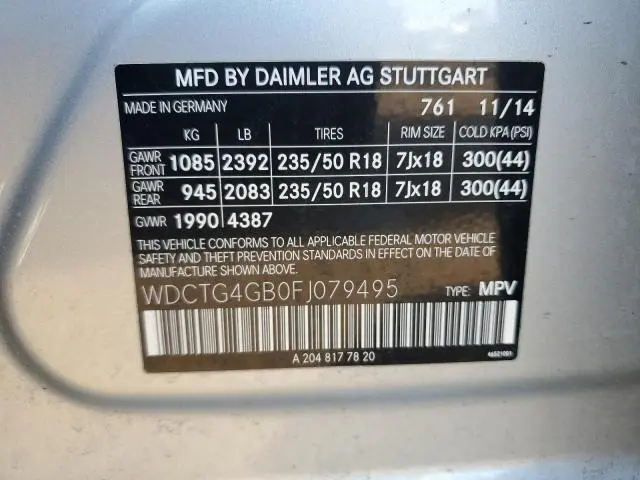 MFD BY DAIMLER AG STUTTGART
MADE IN GERMANY 761 11/14
KG LB TIRES RIM SIZE COLD KPA(PSI)
GAWR FRONT 1085 2392 235/50 R18 7Jx18 300(44)
GAWR REAR 945 2083 235/50 R18 7Jx18 300(44)
GVWR 1990 4387
THIS VEHICLE CONFORMS TO ALL APPLICABLE FEDERAL MOTOR VEHICLE
SAFETY AND THEFT PREVENTION STANDARDS IN EFFECT ON THE DATE
OF MANUFACTURE SHOWN ABOVE.
WDCTG4GB0FJ079495 TYPE: MPV
A 204 817 78 20